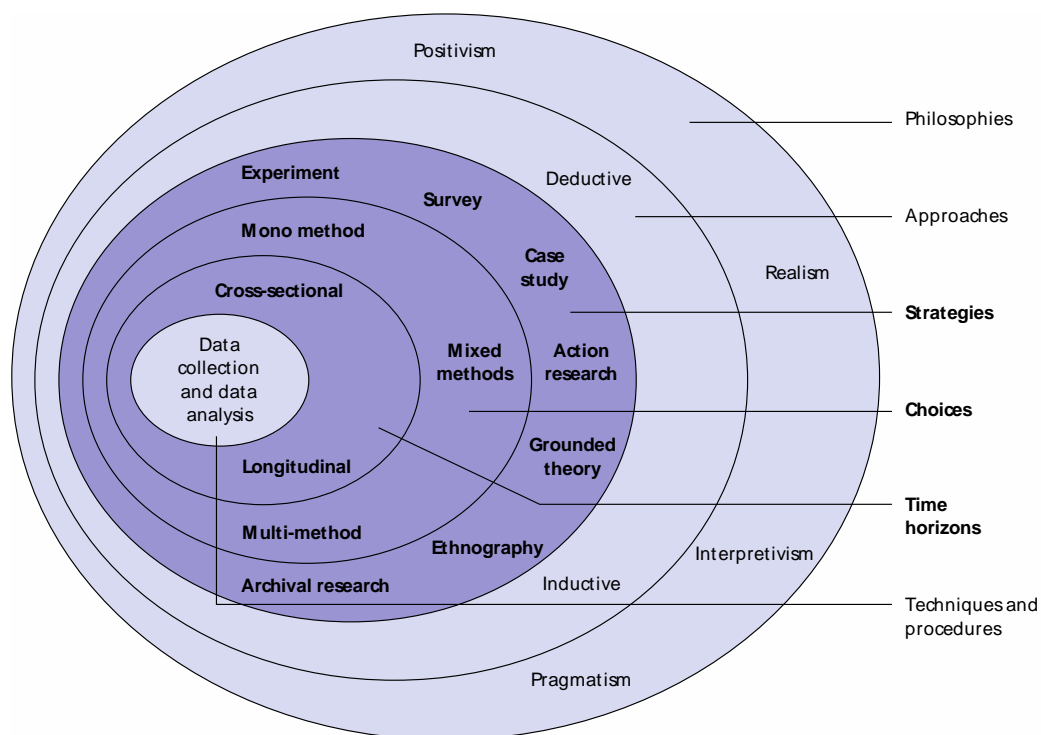 Positivism
Philosophies
Experiment
Deductive
Survey
Approaches
Mono method
Case
study
Realism
Cross-sectional
Strategies
Data
collection
and data
analysis
Mixed
methods
Action
research
Choices
Grounded
theory
Longitudinal
Time
horizons
Multi-method
Ethnography
Interpretivism
Archival research
Inductive
Techniques and
procedures
Pragmatism